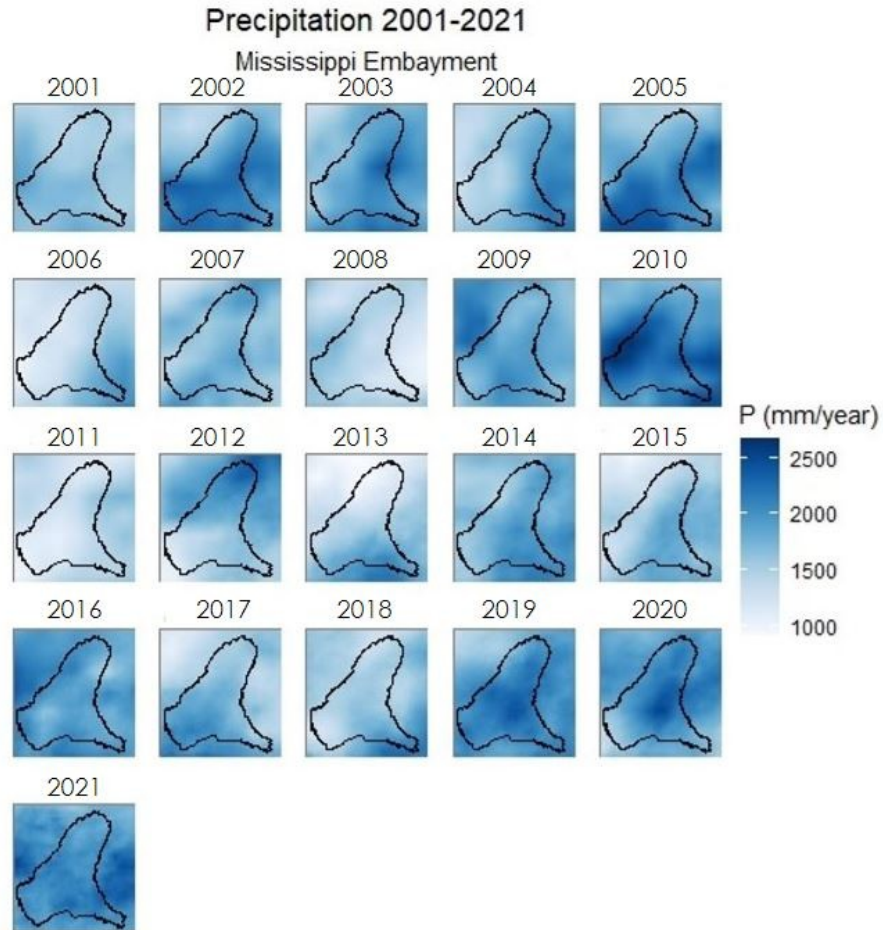 Precipitation 2001-2021
Mississippi Embayment
2001 2002 2003 2004 2005
2006 2007 2008 2009 2010
2011 2012 2013 2014 2015
2016 2017 2018 2019 2020
2021
P (mm/year)
2500
2000
1500
1000